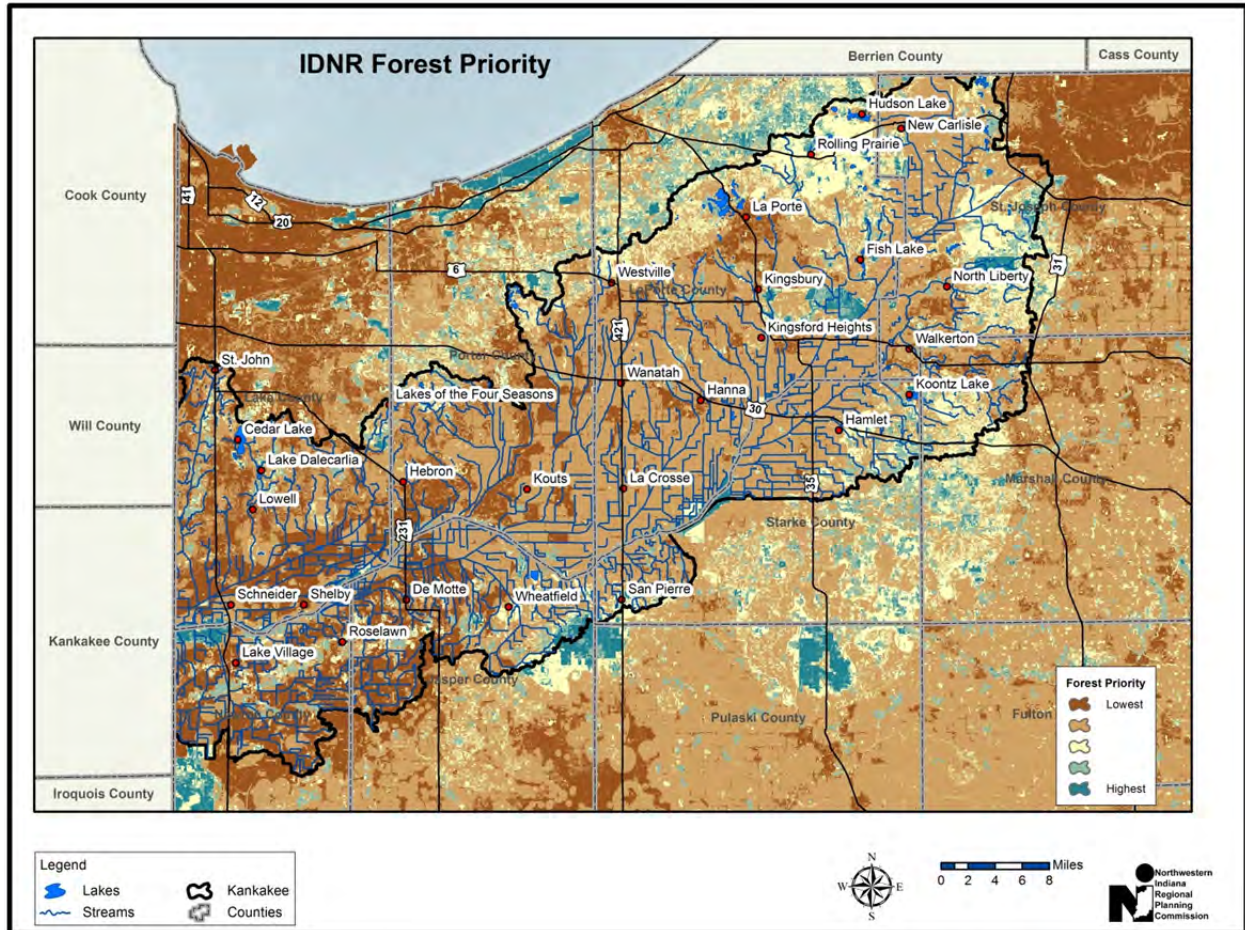 IDNR Forest Priority
Berrien County
Cass County
Hudson Lake
New Carlisle
Rolling Prairie
Cook County
41
12
20
La Porte
St. Joseph County
Fish Lake
31
6
Westville
LaPorte County
Kingsbury
North Liberty
421
Kingsford Heights
Walkerton
Porter County
St. John
Wanatah
Koontz Lake
Lake County
Lakes of the Four Seasons
Hanna
30
Will County
Cedar Lake
Hamlet
Lake Dalecarlia
Hebron
Kouts
La Crosse
35
Marshall County
Lowell
Starke County
231
Schneider
Shelby
De Motte
Wheatfield
San Pierre
Kankakee County
Roselawn
Lake Village
Jasper County
Newton County
Pulaski County
Fulton
Forest Priority
Lowest
Highest
Iroquois County
Legend
Lakes
Kankakee
Streams
Counties
N
W
E
S
Miles
0 2 4 6 8
Northwestern
Indiana
Regional
Planning
Commission